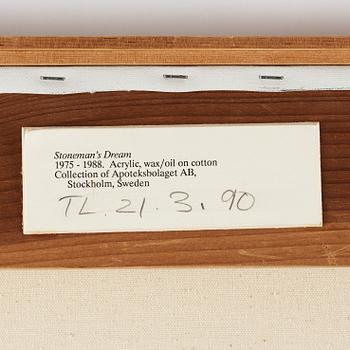 Stoneman's Dream
1975 - 1988. Acrylic, wax/oil on cotton
Collection of Apoteksbolaget AB,
Stockholm, Sweden
TL. 21. 3. 90